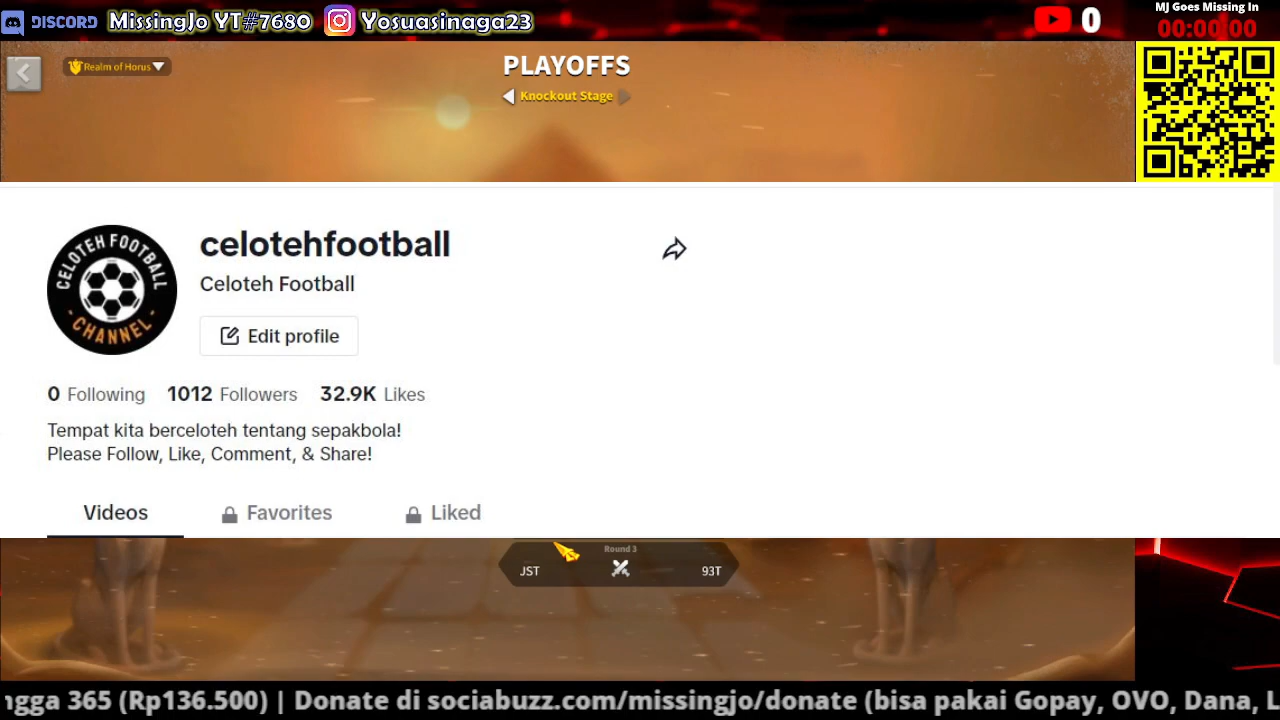 DISCORD MissingJo YT#7680 Yosuasinaga23
0
MJ Goes Missing In
00:00:00
Realm of Horus
PLAYOFFS
Knockout Stage
CELOTEH FOOTBALL
- CHANNEL -
celotehfootball
Celoteh Football
Edit profile
0 Following 1012 Followers 32.9K Likes
Tempat kita berceloteh tentang sepakbola!
Please Follow, Like, Comment, & Share!
Videos Favorites Liked
Round 3
JST 93T
ngga 365 (Rp136.500) | Donate di sociabuzz.com/missingjo/donate (bisa pakai Gopay, OVO, Dana, L